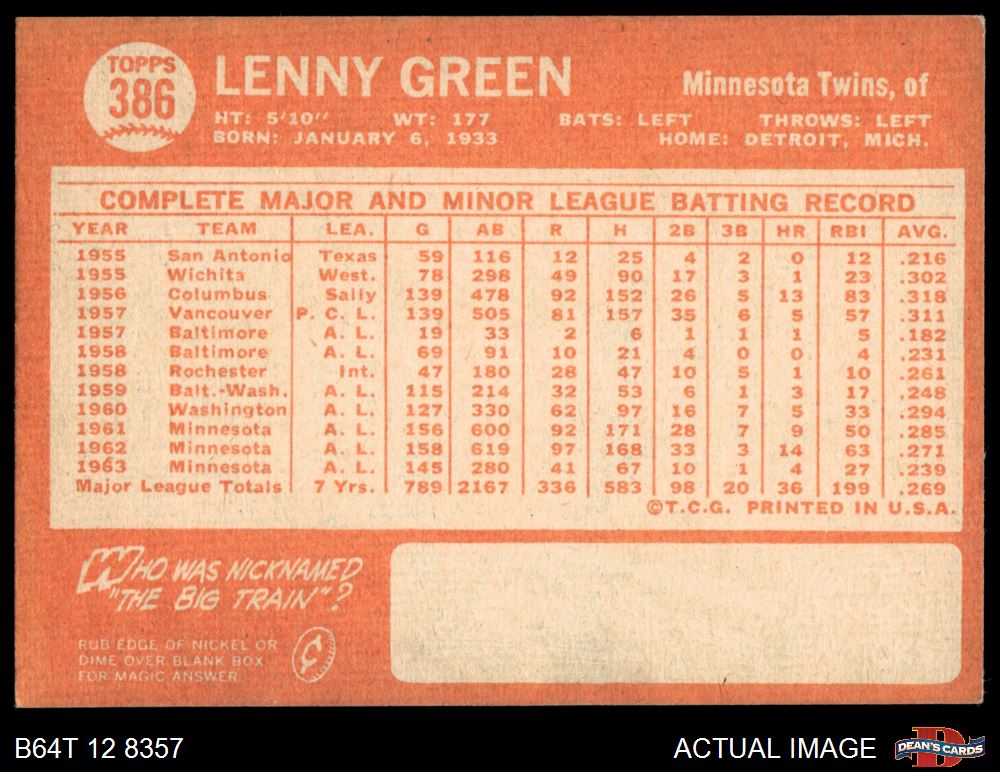 TOPPS
386
LENNY GREEN
Minnesota Twins, of
HT: 5'10" WT: 177 BATS: LEFT THROWS: LEFT
BORN: JANUARY 6, 1933 HOME: DETROIT, MICH.
COMPLETE MAJOR AND MINOR LEAGUE BATTING RECORD
YEAR TEAM LEA. G AB R H 2B 3B HR RBI AVG.
1955 San Antonio Texas 59 116 12 25 4 2 0 12 .216
1955 Wichita West. 78 298 49 90 17 3 1 23 .302
1956 Columbus Sally 139 478 92 152 26 5 13 83 .318
1957 Vancouver P. C. L. 139 505 81 157 35 6 5 57 .311
1957 Baltimore A. L. 19 33 2 6 1 1 1 5 .182
1958 Baltimore A. L. 69 91 10 21 4 0 0 4 .231
1958 Rochester Int. 47 180 28 47 10 5 1 10 .261
1959 Balt.-Wash. A. L. 115 214 32 53 6 1 3 17 .248
1960 Washington A. L. 127 330 62 97 16 7 5 33 .294
1961 Minnesota A. L. 156 600 92 171 28 7 9 50 .285
1962 Minnesota A. L. 158 619 97 168 33 3 14 63 .271
1963 Minnesota A. L. 145 280 41 67 10 1 4 27 .239
Major League Totals 7 Yrs. 789 2167 336 583 98 20 36 199 .269
©T.C.G. PRINTED IN U.S.A.
WHO WAS NICKNAMED
"THE BIG TRAIN"?
RUB EDGE OF NICKEL OR
DIME OVER BLANK BOX
FOR MAGIC ANSWER
¢
B64T 12 8357
ACTUAL IMAGE
D
DEAN'S CARDS